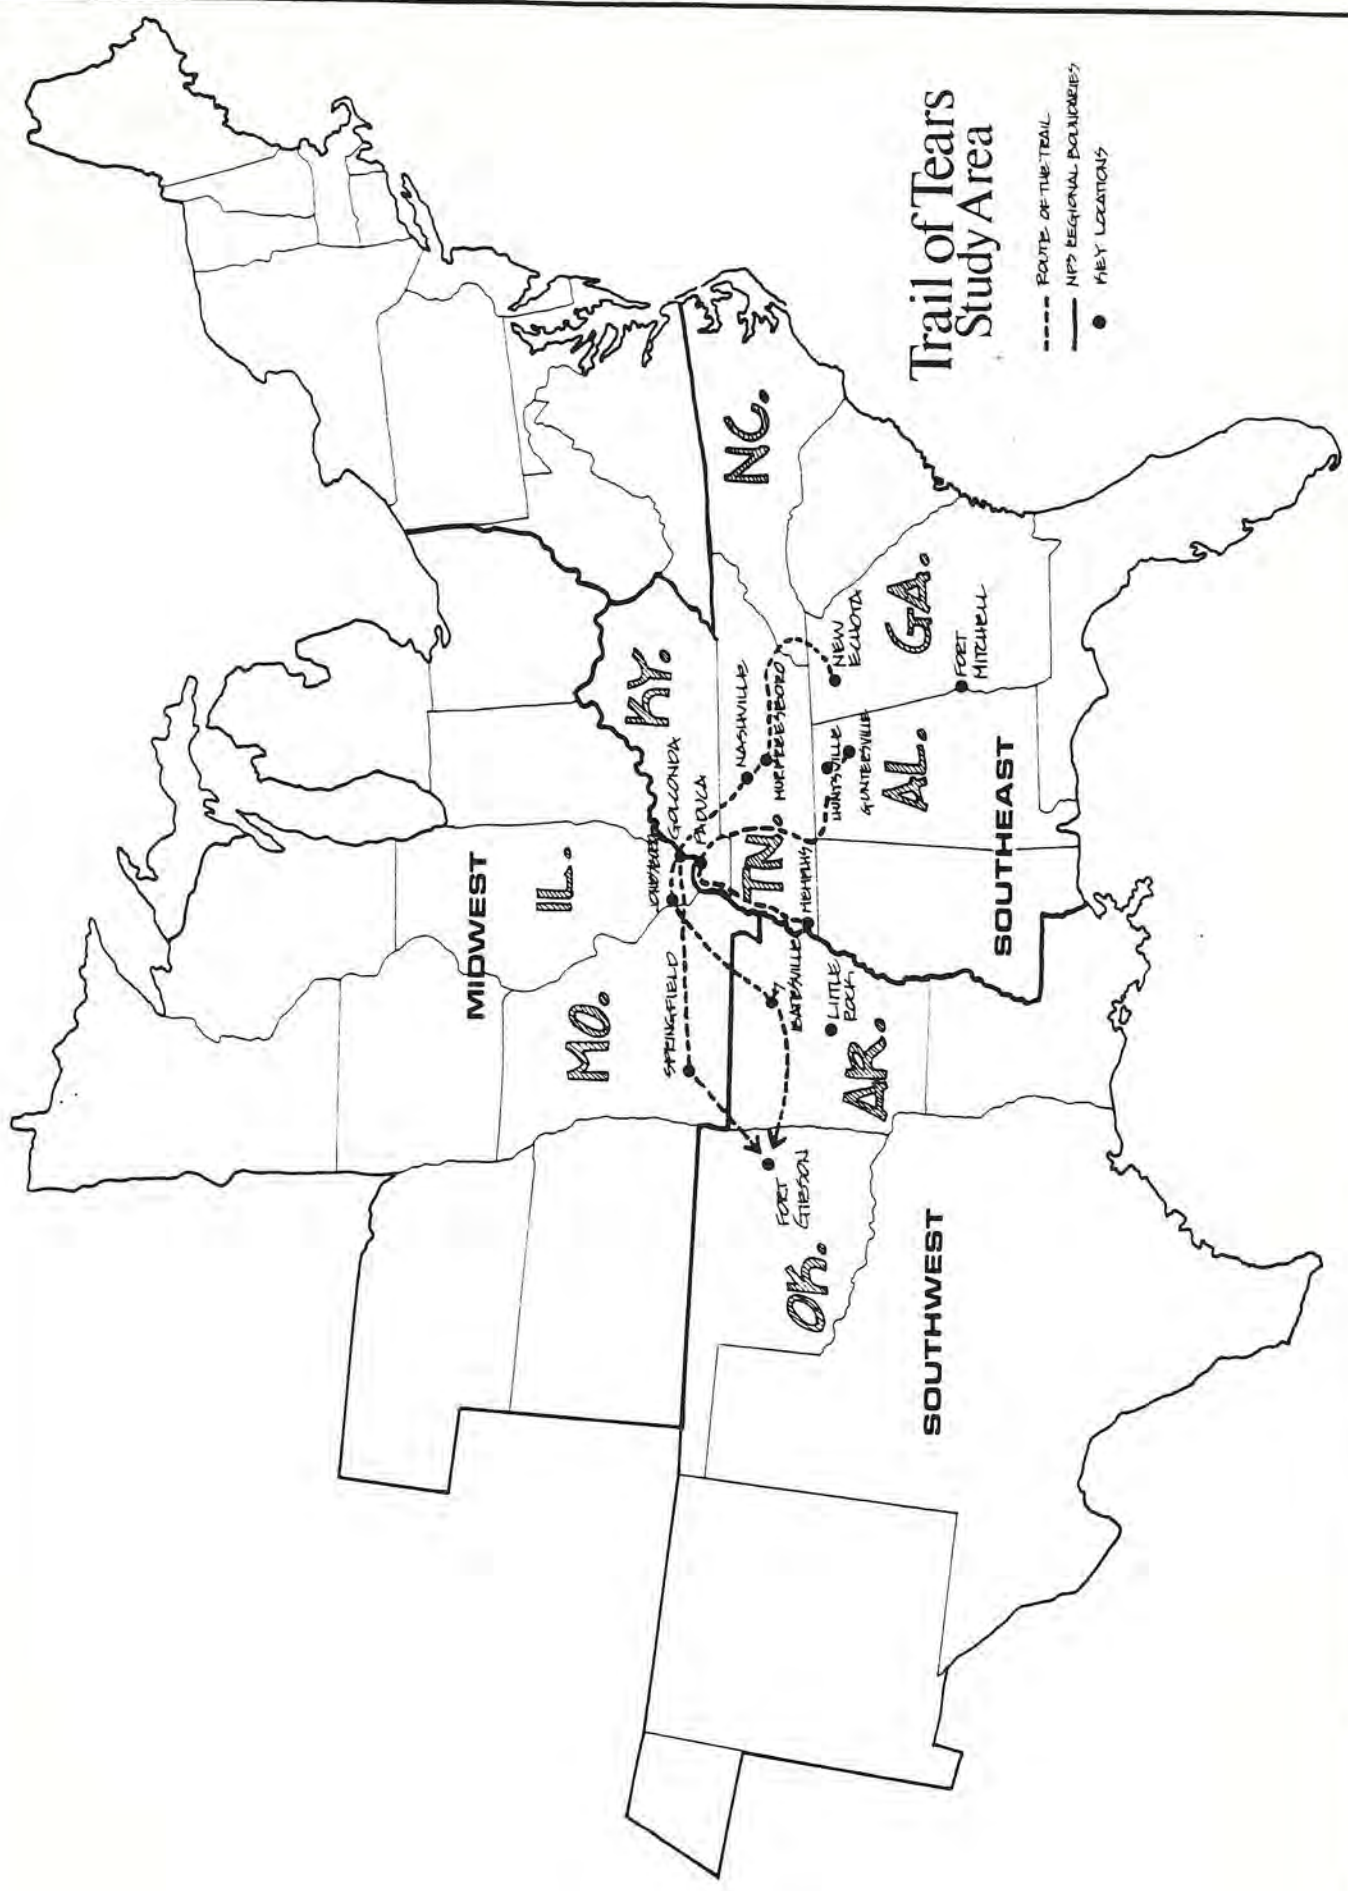 Trail of Tears
Study Area
ROUTE OF THE TRAIL
NPS REGIONAL BOUNDARIES
KEY LOCATIONS
MIDWEST
IL.
MO.
KY.
NC.
GOLCONDA
PADUCA
SPRINGFIELD
NASHVILLE
MURFREESBORO
TN.
MEMPHIS
BATESVILLE
LITTLE
ROCK
AR.
FORT
GIBSON
OK.
NEW
ECHOTA
GA.
FORT
MITCHELL
HUNTSVILLE
GUNTERSVILLE
AL.
SOUTHEAST
SOUTHWEST